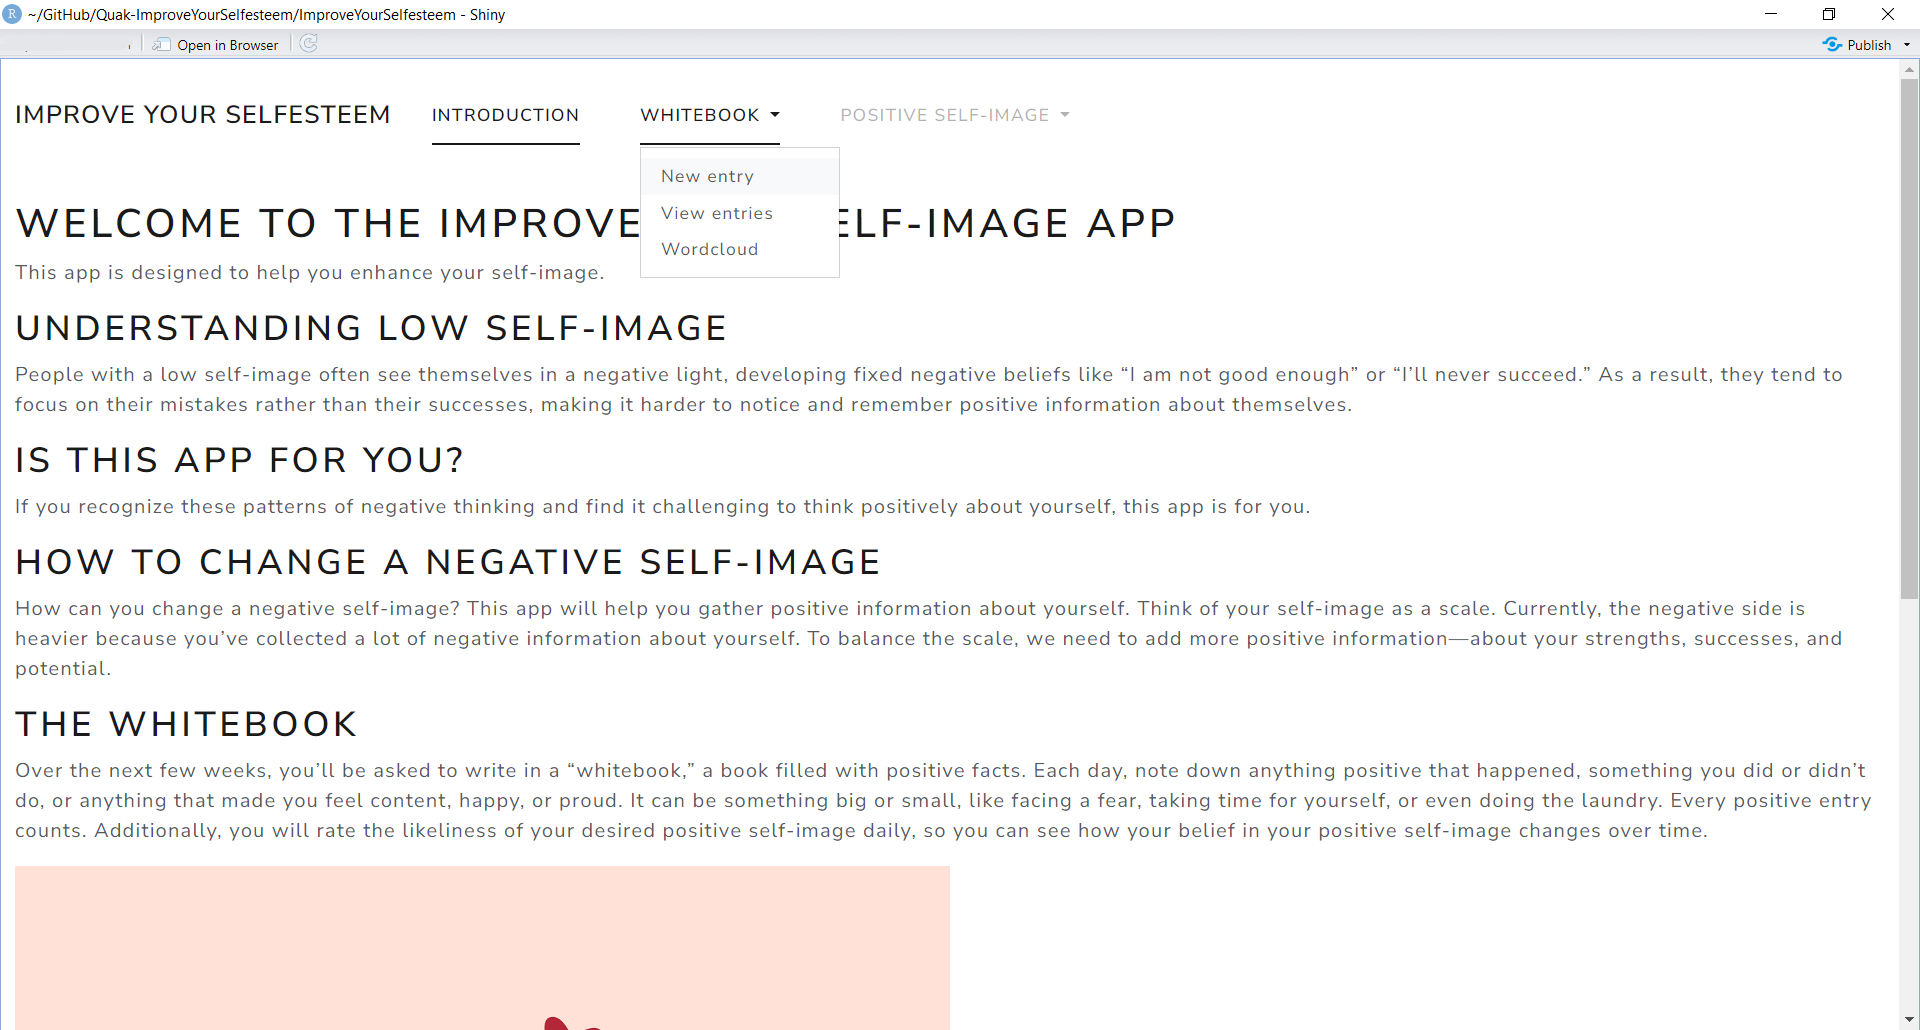 ~/GitHub/Quak-ImproveYourSelfesteem/ImproveYourSelfesteem - Shiny
Open in Browser
Publish
IMPROVE YOUR SELFESTEEM
INTRODUCTION
WHITEBOOK
POSITIVE SELF-IMAGE
New entry
View entries
Wordcloud
WELCOME TO THE IMPROVE ELF-IMAGE APP
This app is designed to help you enhance your self-image.
UNDERSTANDING LOW SELF-IMAGE
People with a low self-image often see themselves in a negative light, developing fixed negative beliefs like “I am not good enough” or “I’ll never succeed.” As a result, they tend to
focus on their mistakes rather than their successes, making it harder to notice and remember positive information about themselves.
IS THIS APP FOR YOU?
If you recognize these patterns of negative thinking and find it challenging to think positively about yourself, this app is for you.
HOW TO CHANGE A NEGATIVE SELF-IMAGE
How can you change a negative self-image? This app will help you gather positive information about yourself. Think of your self-image as a scale. Currently, the negative side is
heavier because you’ve collected a lot of negative information about yourself. To balance the scale, we need to add more positive information—about your strengths, successes, and
potential.
THE WHITEBOOK
Over the next few weeks, you’ll be asked to write in a “whitebook,” a book filled with positive facts. Each day, note down anything positive that happened, something you did or didn’t
do, or anything that made you feel content, happy, or proud. It can be something big or small, like facing a fear, taking time for yourself, or even doing the laundry. Every positive entry
counts. Additionally, you will rate the likeliness of your desired positive self-image daily, so you can see how your belief in your positive self-image changes over time.